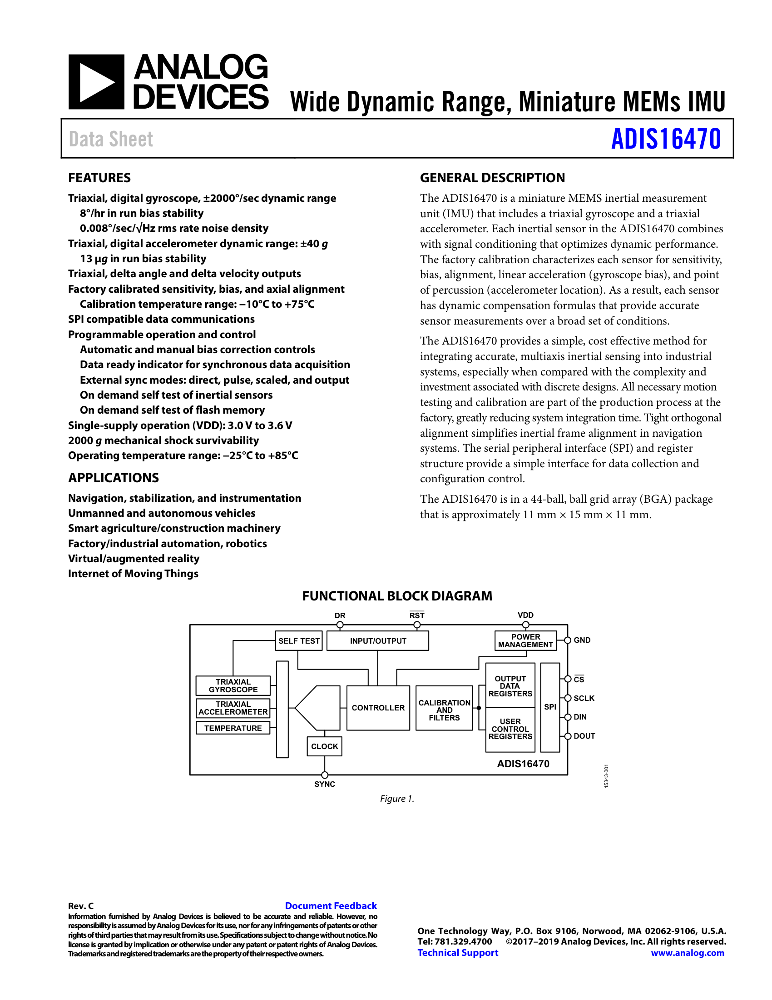 ANALOG
DEVICES
Wide Dynamic Range, Miniature MEMs IMU
Data Sheet
ADIS16470
FEATURES
Triaxial, digital gyroscope, ±2000°/sec dynamic range
8°/hr in run bias stability
0.008°/sec/√Hz rms rate noise density
Triaxial, digital accelerometer dynamic range: ±40 g
13 μg in run bias stability
Triaxial, delta angle and delta velocity outputs
Factory calibrated sensitivity, bias, and axial alignment
Calibration temperature range: −10°C to +75°C
SPI compatible data communications
Programmable operation and control
Automatic and manual bias correction controls
Data ready indicator for synchronous data acquisition
External sync modes: direct, pulse, scaled, and output
On demand self test of inertial sensors
On demand self test of flash memory
Single-supply operation (VDD): 3.0 V to 3.6 V
2000 g mechanical shock survivability
Operating temperature range: −25°C to +85°C
APPLICATIONS
Navigation, stabilization, and instrumentation
Unmanned and autonomous vehicles
Smart agriculture/construction machinery
Factory/industrial automation, robotics
Virtual/augmented reality
Internet of Moving Things
GENERAL DESCRIPTION
The ADIS16470 is a miniature MEMS inertial measurement
unit (IMU) that includes a triaxial gyroscope and a triaxial
accelerometer. Each inertial sensor in the ADIS16470 combines
with signal conditioning that optimizes dynamic performance.
The factory calibration characterizes each sensor for sensitivity,
bias, alignment, linear acceleration (gyroscope bias), and point
of percussion (accelerometer location). As a result, each sensor
has dynamic compensation formulas that provide accurate
sensor measurements over a broad set of conditions.
The ADIS16470 provides a simple, cost effective method for
integrating accurate, multiaxis inertial sensing into industrial
systems, especially when compared with the complexity and
investment associated with discrete designs. All necessary motion
testing and calibration are part of the production process at the
factory, greatly reducing system integration time. Tight orthogonal
alignment simplifies inertial frame alignment in navigation
systems. The serial peripheral interface (SPI) and register
structure provide a simple interface for data collection and
configuration control.
The ADIS16470 is in a 44-ball, ball grid array (BGA) package
that is approximately 11 mm × 15 mm × 11 mm.
FUNCTIONAL BLOCK DIAGRAM
DR
RST
VDD
SELF TEST
INPUT/OUTPUT
POWER
MANAGEMENT
GND
TRIAXIAL
GYROSCOPE
TRIAXIAL
ACCELEROMETER
TEMPERATURE
CONTROLLER
CALIBRATION
AND
FILTERS
OUTPUT
DATA
REGISTERS
USER
CONTROL
REGISTERS
SPI
CS
SCLK
DIN
DOUT
CLOCK
ADIS16470
SYNC
15343-001
Figure 1.
Rev. C
Document Feedback
Information furnished by Analog Devices is believed to be accurate and reliable. However, no
responsibility is assumed by Analog Devices for its use, nor for any infringements of patents or other
rights of third parties that may result from its use. Specifications subject to change without notice. No
license is granted by implication or otherwise under any patent or patent rights of Analog Devices.
Trademarks and registered trademarks are the property of their respective owners.
One Technology Way, P.O. Box 9106, Norwood, MA 02062-9106, U.S.A.
Tel: 781.329.4700 ©2017–2019 Analog Devices, Inc. All rights reserved.
Technical Support www.analog.com